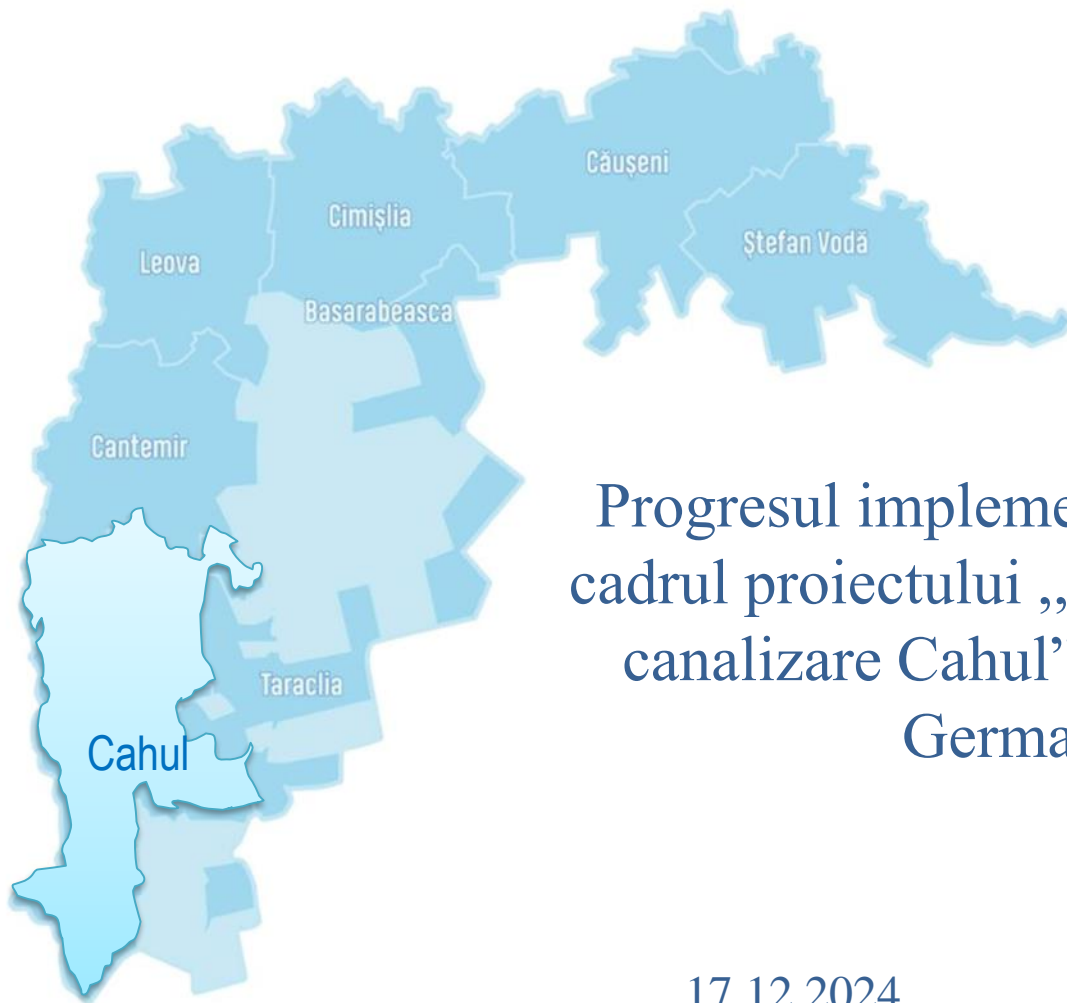 Căușeni
Cimișlia
Ștefan Vodă
Leova
Basarabeasca
Cantemir
Progresul impleme
cadrul proiectului ,,
canalizare Cahul”
Germa
Taraclia
Cahul
17.12.2024